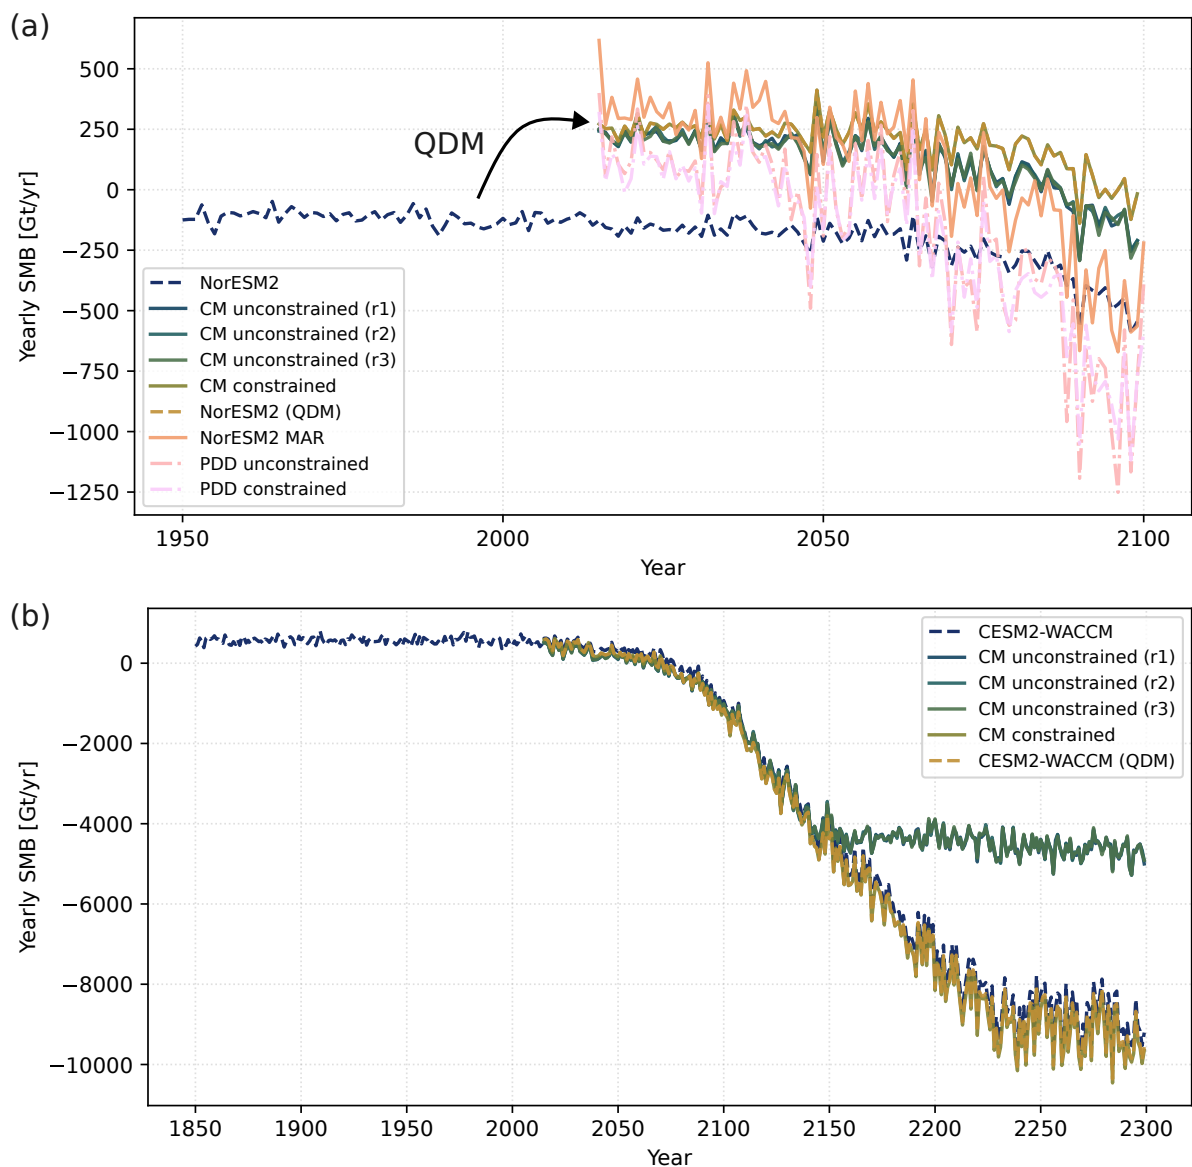 (a)
500
250
0
−250
−500
−750
−1000
−1250
Yearly SMB [Gt/yr]
QDM
NorESM2
CM unconstrained (r1)
CM unconstrained (r2)
CM unconstrained (r3)
CM constrained
NorESM2 (QDM)
NorESM2 MAR
PDD unconstrained
PDD constrained
1950 2000 2050 2100
Year
(b)
0
−2000
−4000
−6000
−8000
−10000
Yearly SMB [Gt/yr]
CESM2-WACCM
CM unconstrained (r1)
CM unconstrained (r2)
CM unconstrained (r3)
CM constrained
CESM2-WACCM (QDM)
1850 1900 1950 2000 2050 2100 2150 2200 2250 2300
Year